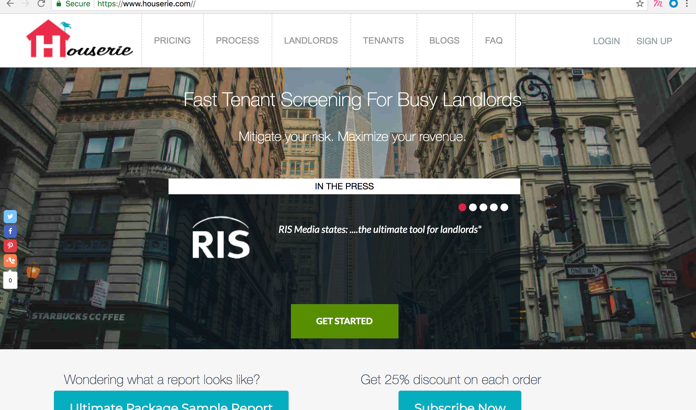 Secure https://www.houserie.com//
Houserie
PRICING PROCESS LANDLORDS TENANTS BLOGS FAQ LOGIN SIGN UP
Fast Tenant Screening For Busy Landlords
Mitigate your risk. Maximize your revenue.
IN THE PRESS
RIS
RIS Media states: ....the ultimate tool for landlords"
0
ONE WAY
STARBUCKS COFFEE
GET STARTED
Wondering what a report looks like? Get 25% discount on each order
Ultimate Package Sample Report Subscribe Now